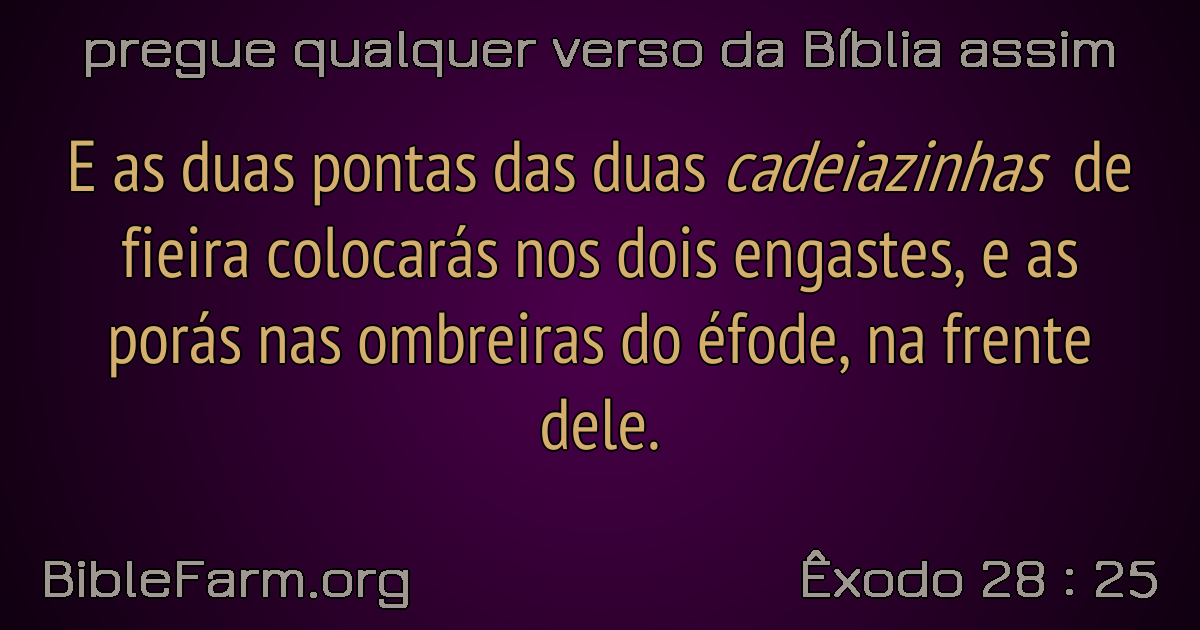 pregue qualquer verso da Bíblia assim
E as duas pontas das duas cadeiazinhas de
fieira colocarás nos dois engastes, e as
porás nas ombreiras do éfode, na frente
dele.
BibleFarm.org
Êxodo 28 : 25